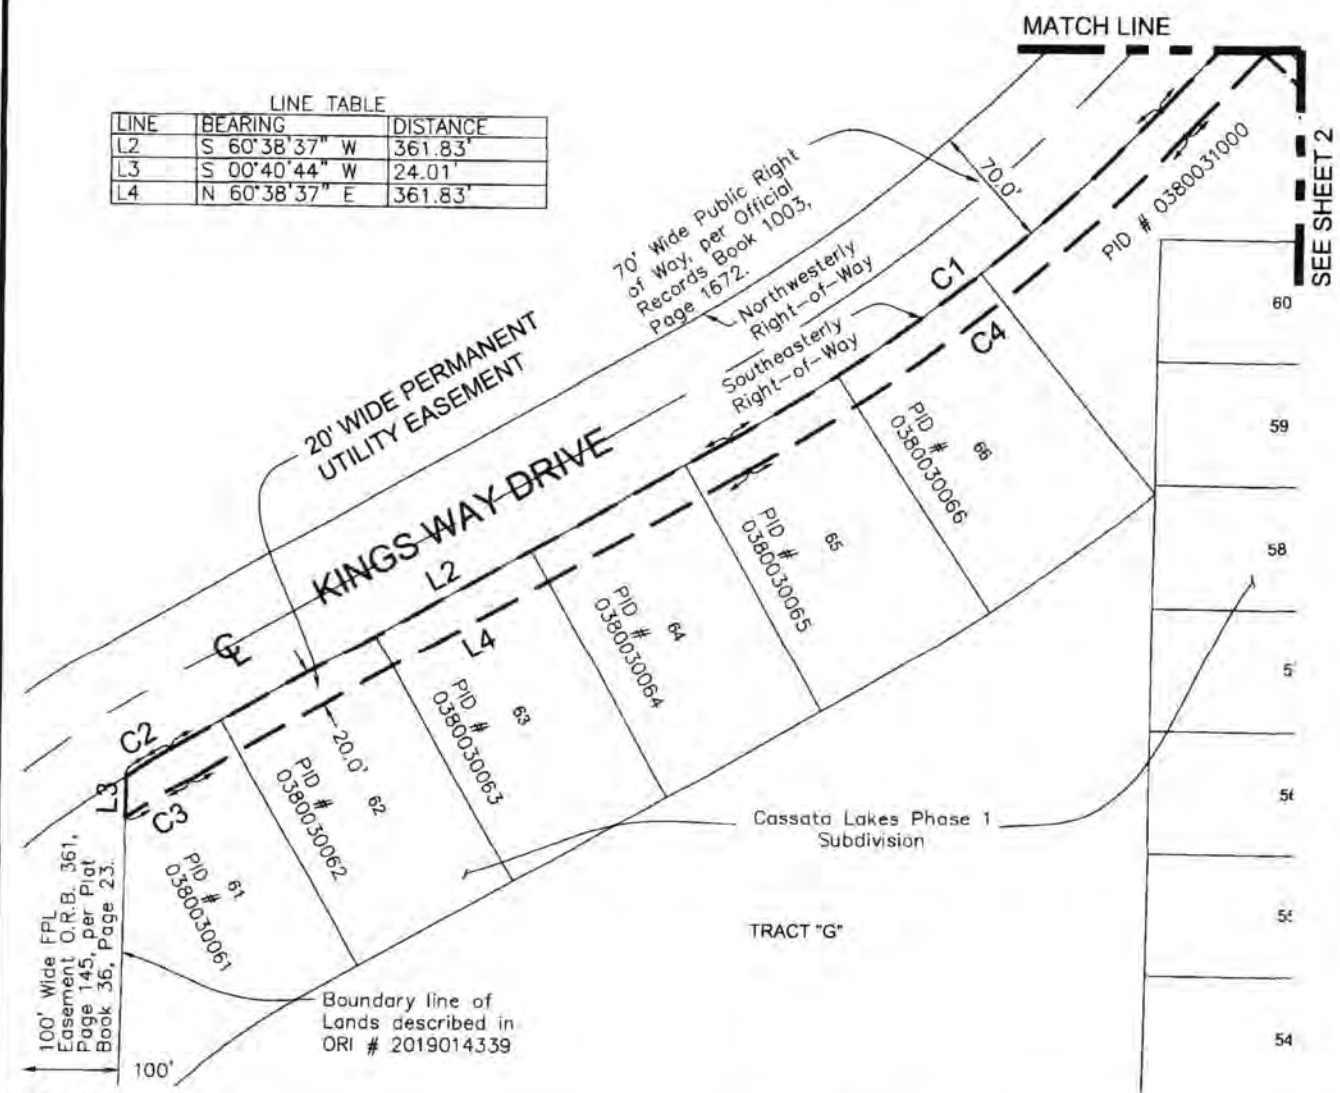 MATCH LINE
SEE SHEET 2
LINE TABLE
LINE BEARING DISTANCE
L2 S 60°38'37" W 361.83'
L3 S 00°40'44" W 24.01'
L4 N 60°38'37" E 361.83'
70' Wide Public Right
of Way, per Official
Records Book 1003,
Page 1672.
70.0'
PID # 0380031000
Northwesterly
Right-of-Way
Southeasterly
Right-of-Way
C1
C4
20' WIDE PERMANENT
UTILITY EASEMENT
KINGS WAY DRIVE
L2
L4
C2
L3
C3
20.0'
66
PID #
0380030066
65
PID #
0380030065
64
PID #
0380030064
63
PID #
0380030063
62
PID #
0380030062
61
PID #
0380030061
60
59
58
54
Cassata Lakes Phase 1
Subdivision
TRACT "G"
100' Wide FPL
Easement O.R.B. 361,
Page 145, per Plat
Book 36, Page 23.
Boundary line of
Lands described in
ORI # 2019014339
100'